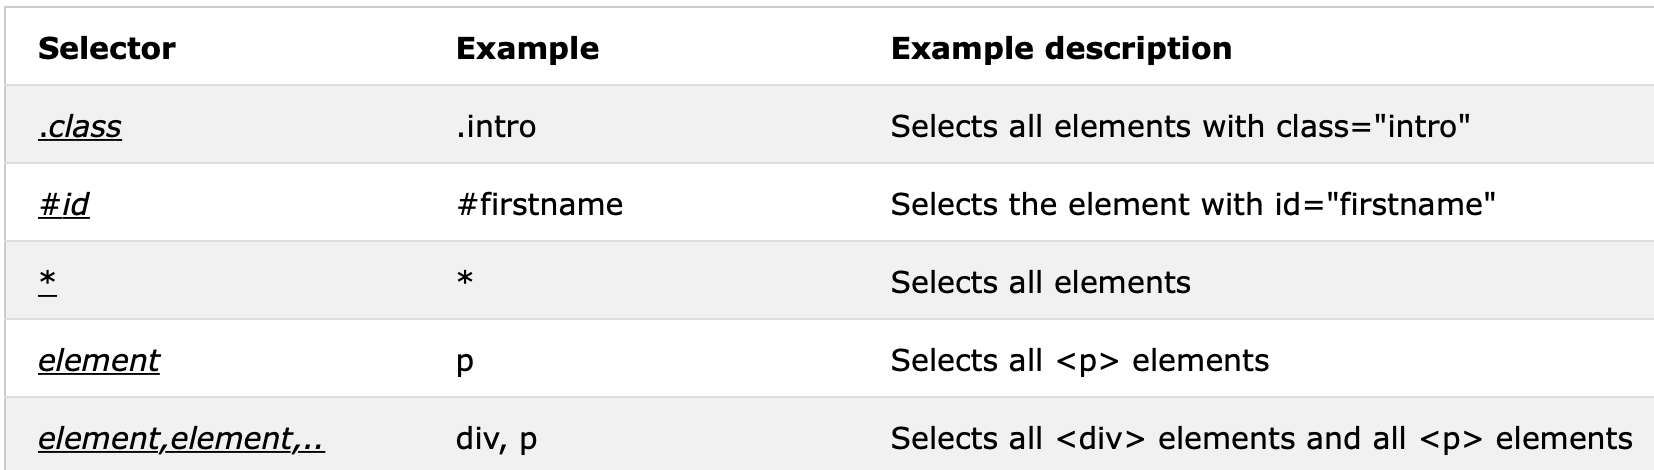 Selector Example Example description
.class .intro Selects all elements with class="intro"
#id #firstname Selects the element with id="firstname"
* * Selects all elements
element p Selects all <p> elements
element,element,.. div, p Selects all <div> elements and all <p> elements